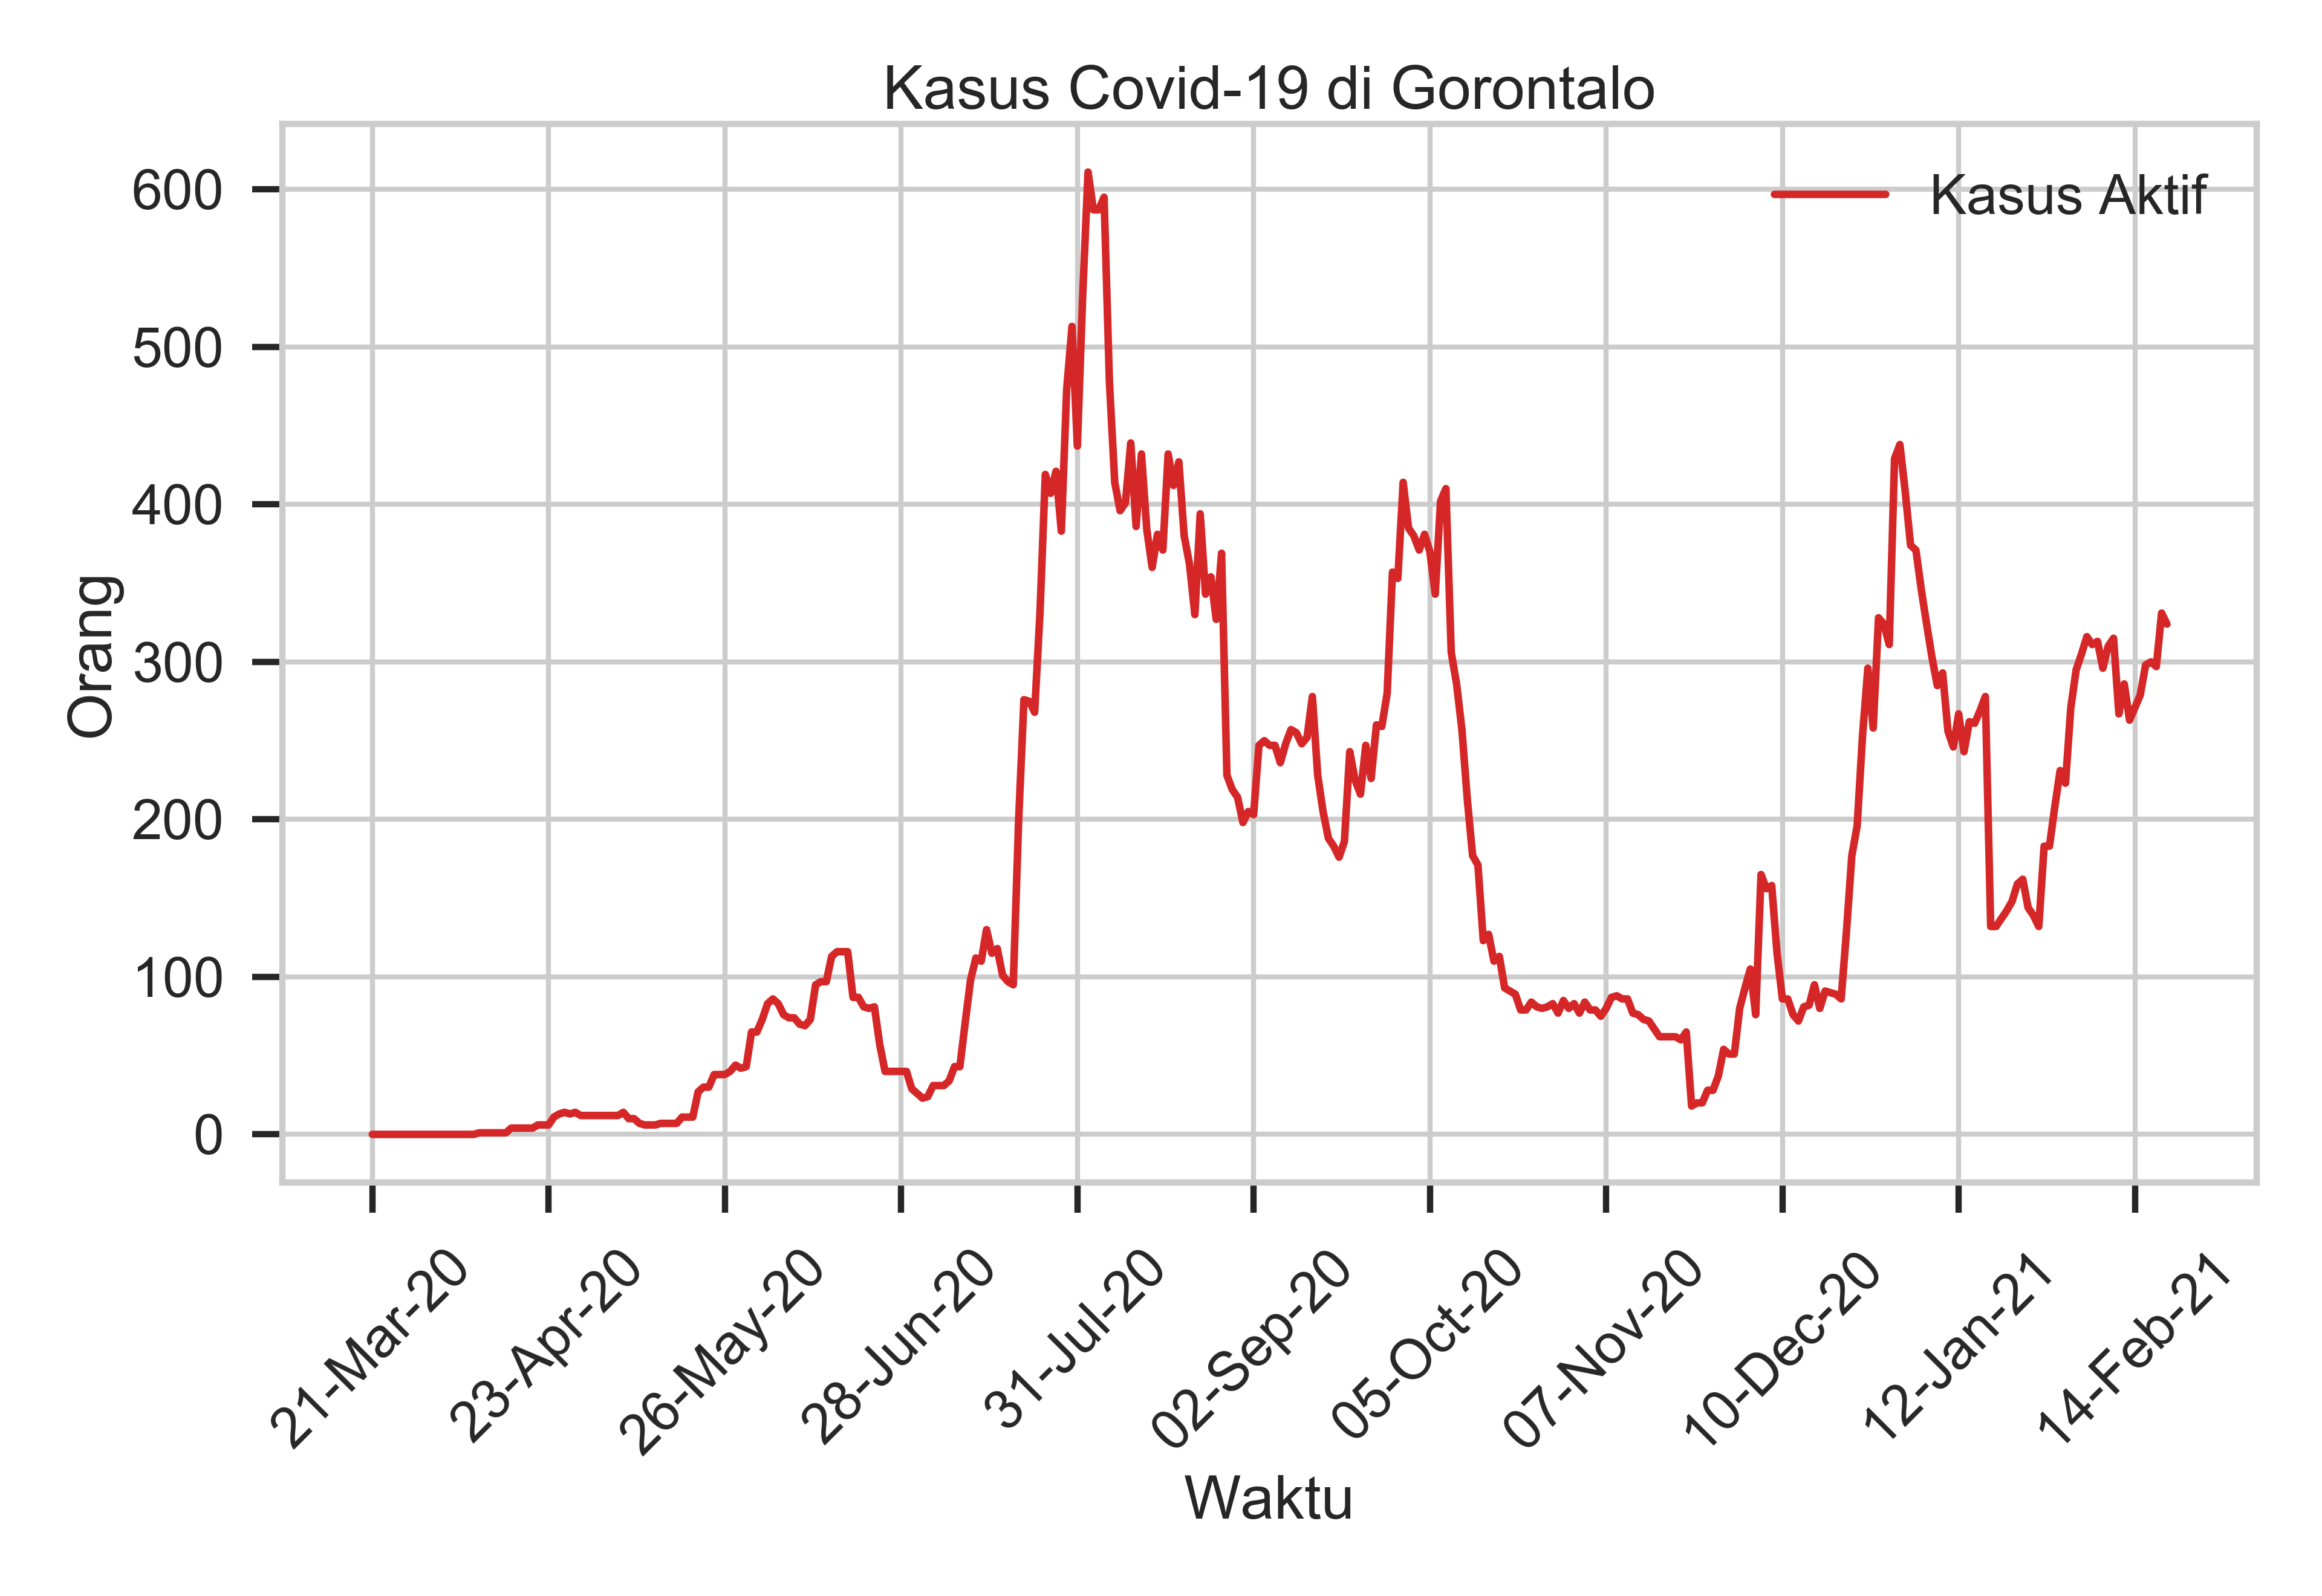 Kasus Covid-19 di Gorontalo
Kasus Aktif
600
500
400
300
200
100
0
Orang
21-Mar-20
23-Apr-20
26-May-20
28-Jun-20
31-Jul-20
02-Sep-20
05-Oct-20
07-Nov-20
10-Dec-20
12-Jan-21
14-Feb-21
Waktu